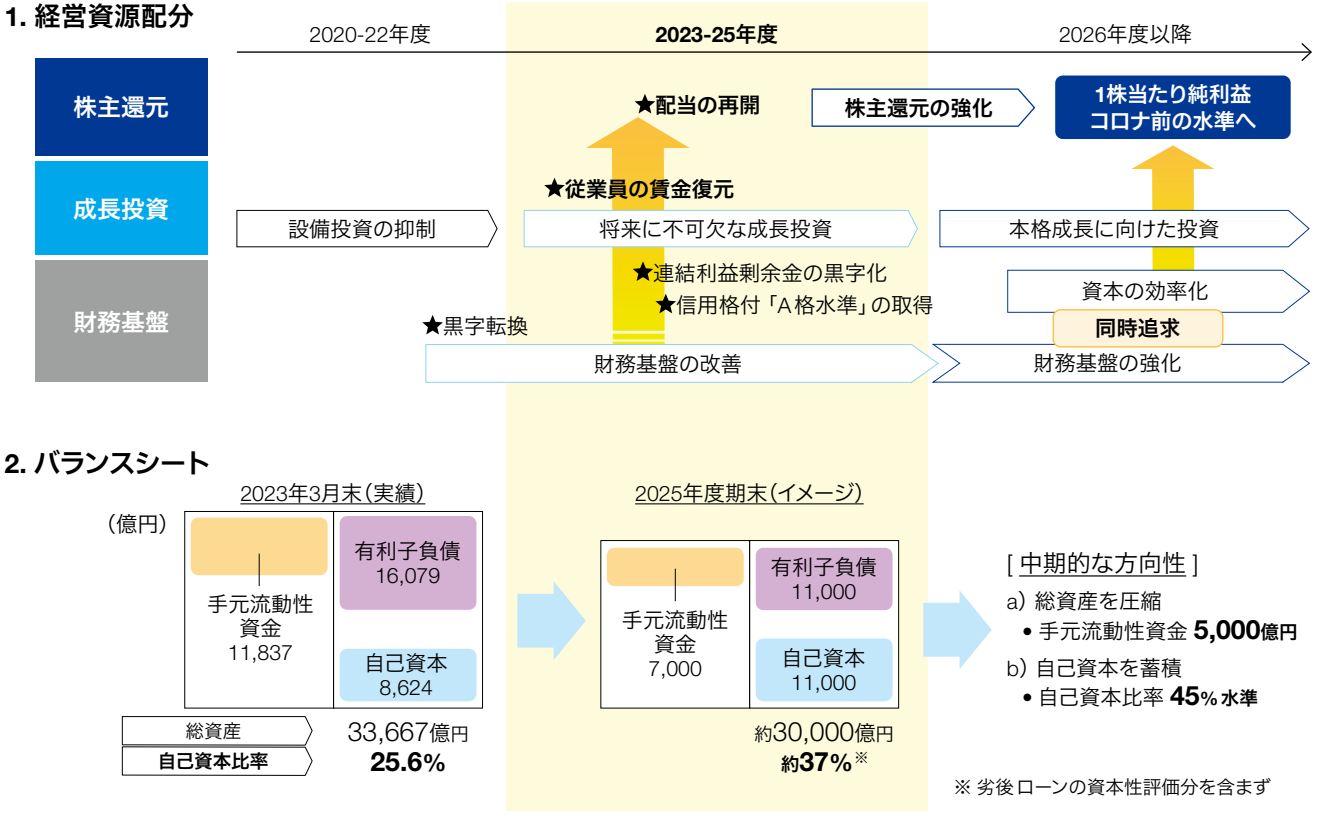 1. 経営資源配分
2020-22年度
2023-25年度
2026年度以降
株主還元
★配当の再開
株主還元の強化
1株当たり純利益
コロナ前の水準へ
成長投資
★従業員の賃金復元
設備投資の抑制
将来に不可欠な成長投資
本格成長に向けた投資
財務基盤
★連結利益剰余金の黒字化
★信用格付「A格水準」の取得
資本の効率化
★黒字転換
同時追求
財務基盤の改善
財務基盤の強化
2. バランスシート
2023年3月末（実績）
（億円）
手元流動性
資金
11,837
有利子負債
16,079
自己資本
8,624
総資産
33,667億円
自己資本比率
25.6%
2025年度期末（イメージ）
手元流動性
資金
7,000
有利子負債
11,000
自己資本
11,000
約30,000億円
約37%※
[ 中期的な方向性 ]
a） 総資産を圧縮
• 手元流動性資金 5,000億円
b） 自己資本を蓄積
• 自己資本比率 45%水準
※ 劣後ローンの資本性評価分を含まず